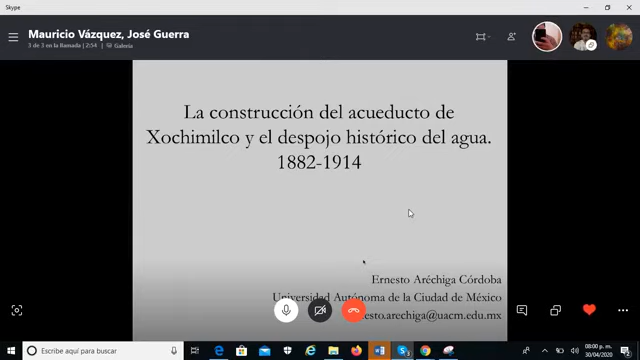 Skype
Mauricio Vázquez, José Guerra
3 de 3 en la llamada | 2:54 | Galería
La construcción del acueducto de
Xochimilco y el despojo histórico del agua.
1882-1914
Ernesto Aréchiga Córdoba
Universidad Autónoma de la Ciudad de México
esto.arechiga@uacm.edu.mx
Escribe aquí para buscar
08:00 p. m.
30/04/2020